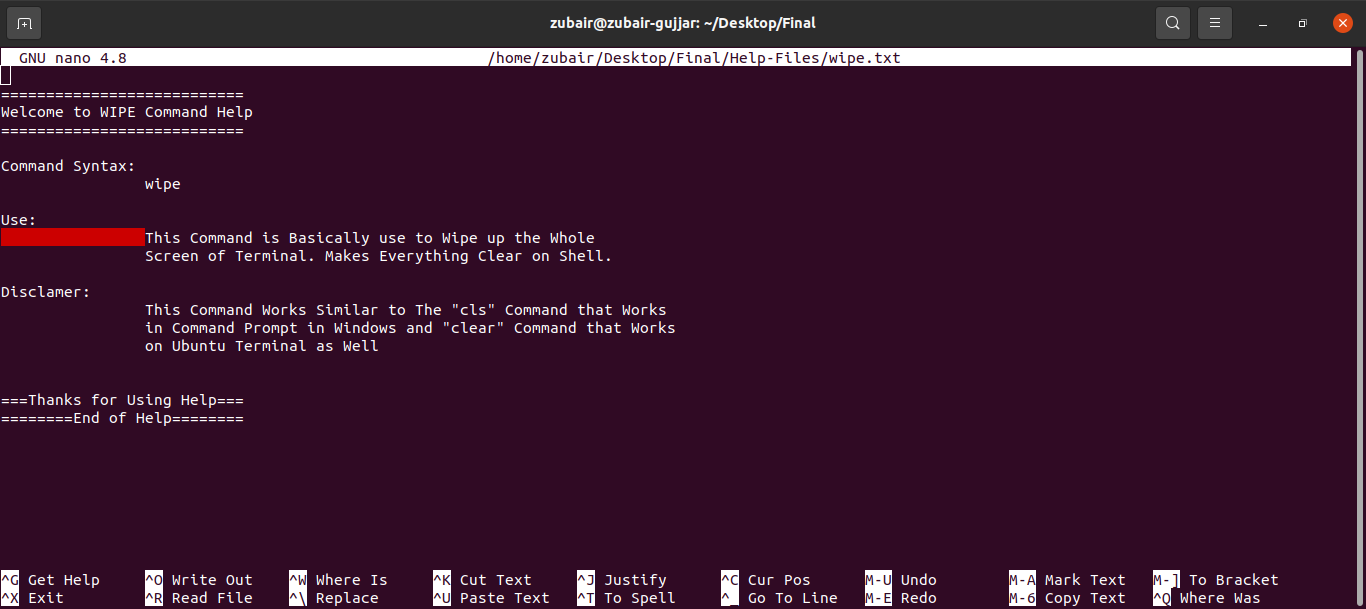 zubair@zubair-gujjar: ~/Desktop/Final
GNU nano 4.8 /home/zubair/Desktop/Final/Help-Files/wipe.txt
===========================
Welcome to WIPE Command Help
===========================
Command Syntax:
wipe
Use:
This Command is Basically use to Wipe up the Whole
Screen of Terminal. Makes Everything Clear on Shell.
Disclamer:
This Command Works Similar to The "cls" Command that Works
in Command Prompt in Windows and "clear" Command that Works
on Ubuntu Terminal as Well
===Thanks for Using Help===
========End of Help========
^G Get Help ^O Write Out ^W Where Is ^K Cut Text ^J Justify ^C Cur Pos M-U Undo M-A Mark Text M-] To Bracket
^X Exit ^R Read File ^\ Replace ^U Paste Text ^T To Spell ^_ Go To Line M-E Redo M-6 Copy Text ^Q Where Was